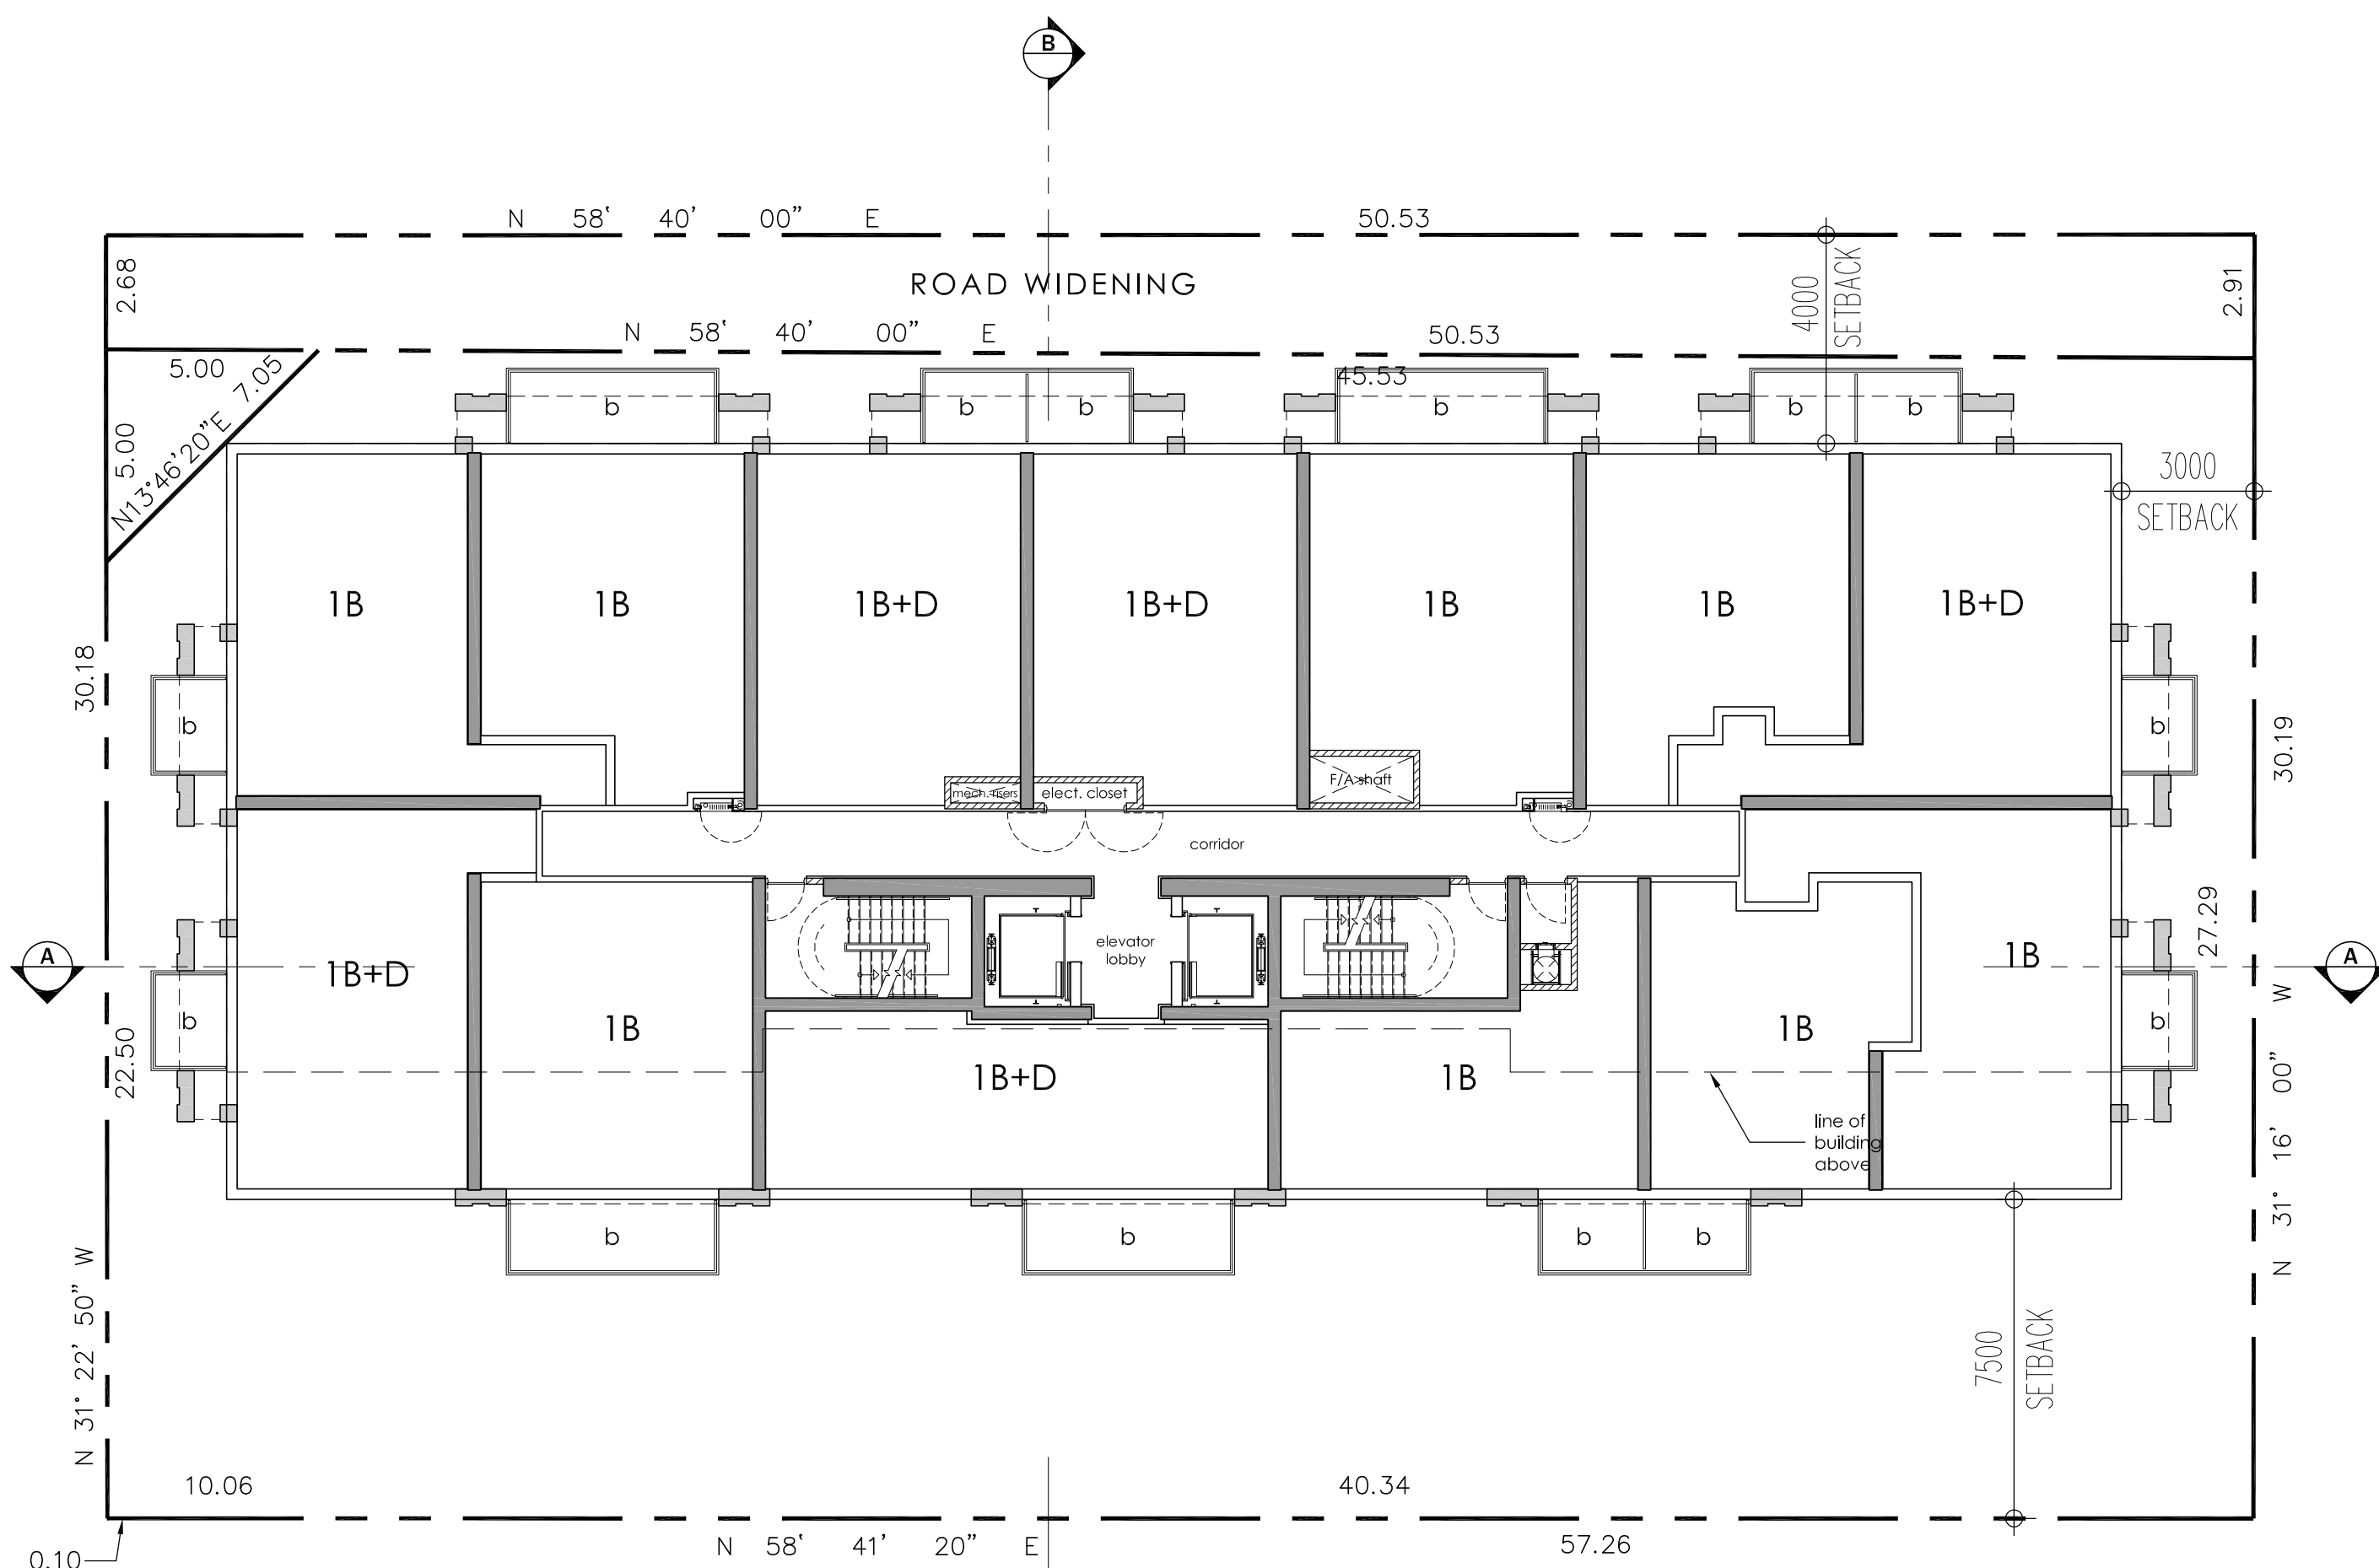 B
N 58‘ 40’ 00” E 50.53
2.68
ROAD WIDENING
4000
SETBACK
2.91
N 58‘ 40’ 00” E 50.53
5.00
7.05
45.53
5.00
N13°46’20”E
b
b
b
b
b
b
3000
SETBACK
1B
1B
1B+D
1B+D
1B
1B
1B+D
30.18
b
b
30.19
mech. risers
elect. closet
F/A shaft
corridor
27.29
A
1B+D
elevator
lobby
1B
A
b
1B
1B
b
22.50
1B+D
1B
line of
building
above
N 31° 16’ 00” W
b
b
b
b
N 31° 22’ 50” W
7500
SETBACK
10.06
40.34
0.10
N 58‘ 41’ 20” E
57.26